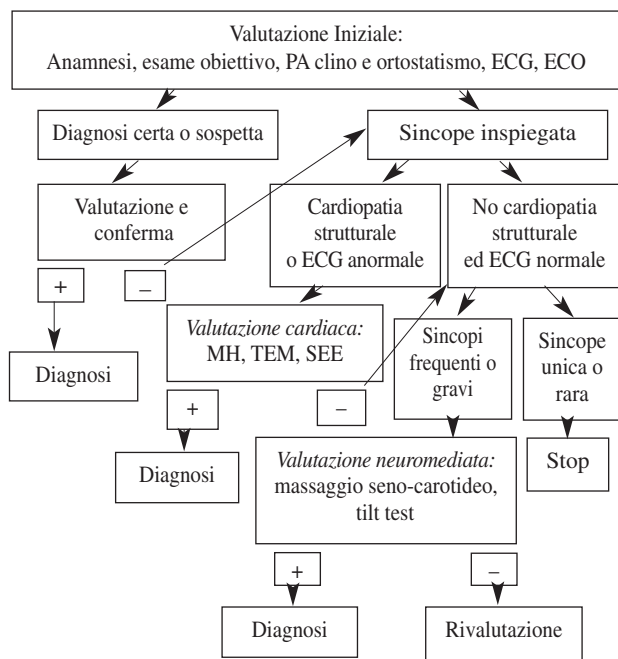 Valutazione Iniziale:
Anamnesi, esame obiettivo, PA clino e ortostatismo, ECG, ECO
Diagnosi certa o sospetta
Sincope inspiegata
Valutazione e
conferma
Cardiopatia
strutturale
o ECG anormale
No cardiopatia
strutturale
ed ECG normale
+
–
Valutazione cardiaca:
MH, TEM, SEE
Sincopi
frequenti o
gravi
Sincope
unica o
rara
Diagnosi
+
–
Diagnosi
Valutazione neuromediata:
massaggio seno-carotideo,
tilt test
Stop
+
–
Diagnosi
Rivalutazione